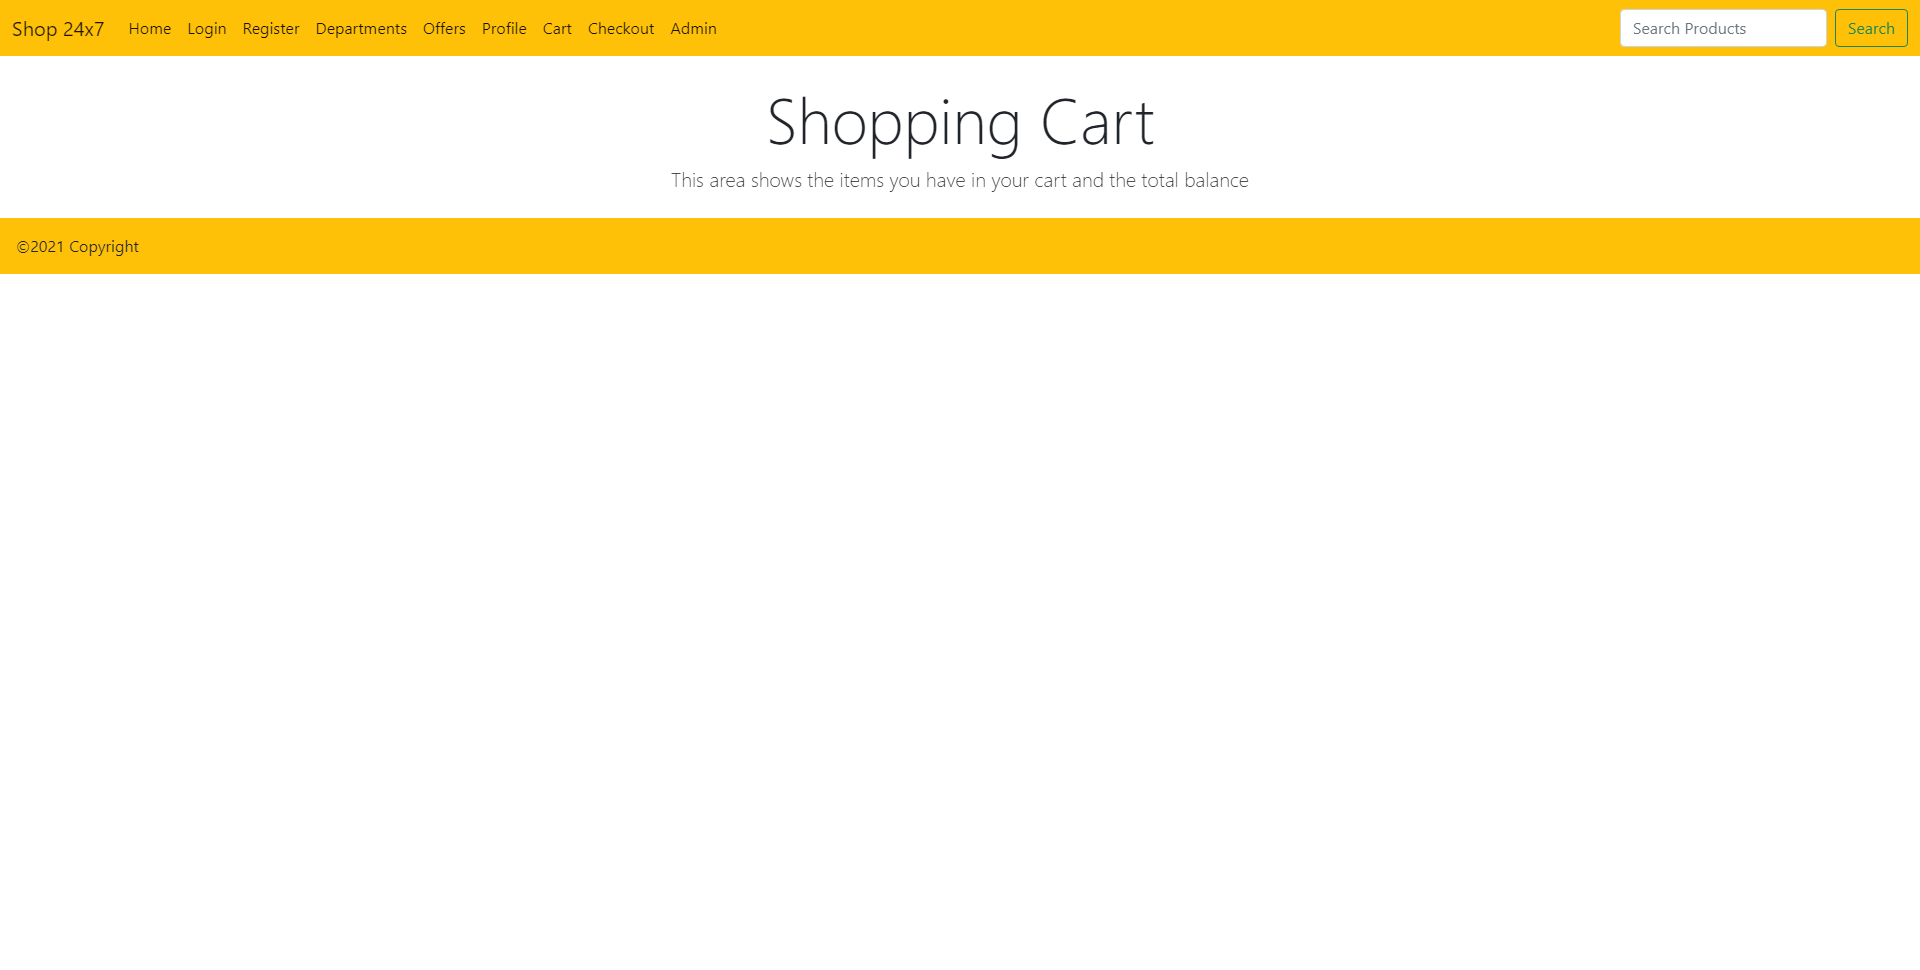 Shop 24x7 Home Login Register Departments Offers Profile Cart Checkout Admin Search Products Search
Shopping Cart
This area shows the items you have in your cart and the total balance
©2021 Copyright